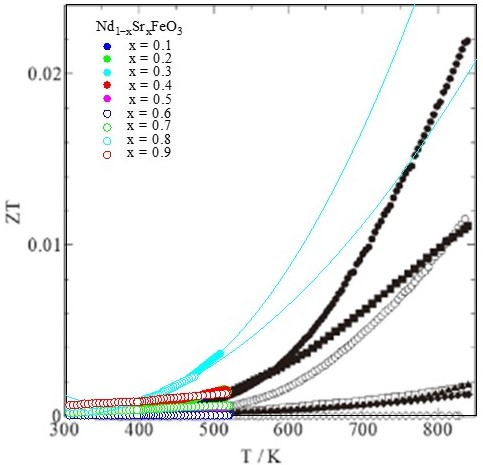 Nd1-xSrxFeO3
x = 0.1
x = 0.2
x = 0.3
x = 0.4
x = 0.5
x = 0.6
x = 0.7
x = 0.8
x = 0.9
0.02
0.01
0
ZT
300 400 500 600 700 800
T / K